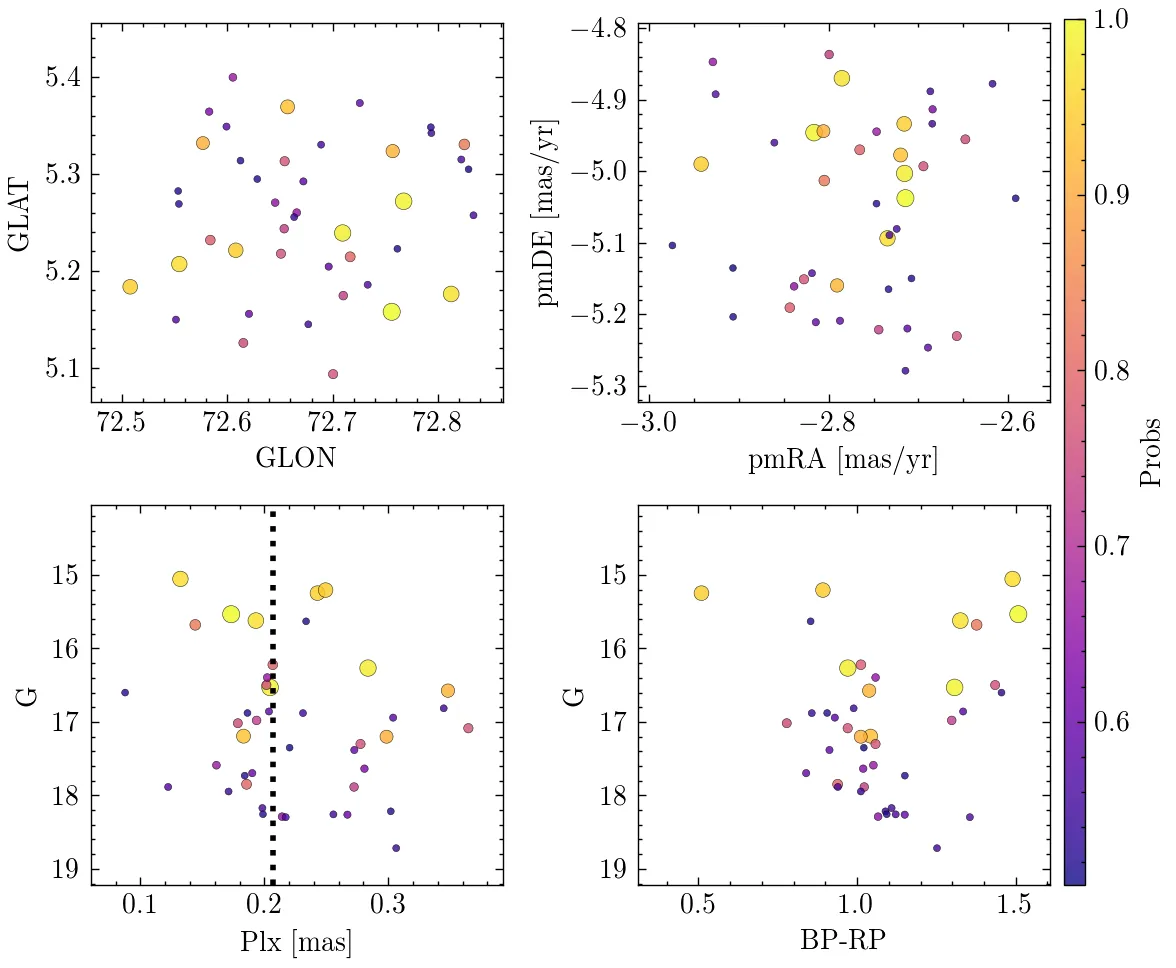 5.4
5.3
5.2
5.1
GLAT
72.5 72.6 72.7 72.8
GLON
−4.8
−4.9
−5.0
−5.1
−5.2
−5.3
pmDE [mas/yr]
−3.0 −2.8 −2.6
pmRA [mas/yr]
15
16
17
18
19
G
0.1 0.2 0.3
Plx [mas]
15
16
17
18
19
G
0.5 1.0 1.5
BP-RP
1.0
0.9
0.8
0.7
0.6
Probs